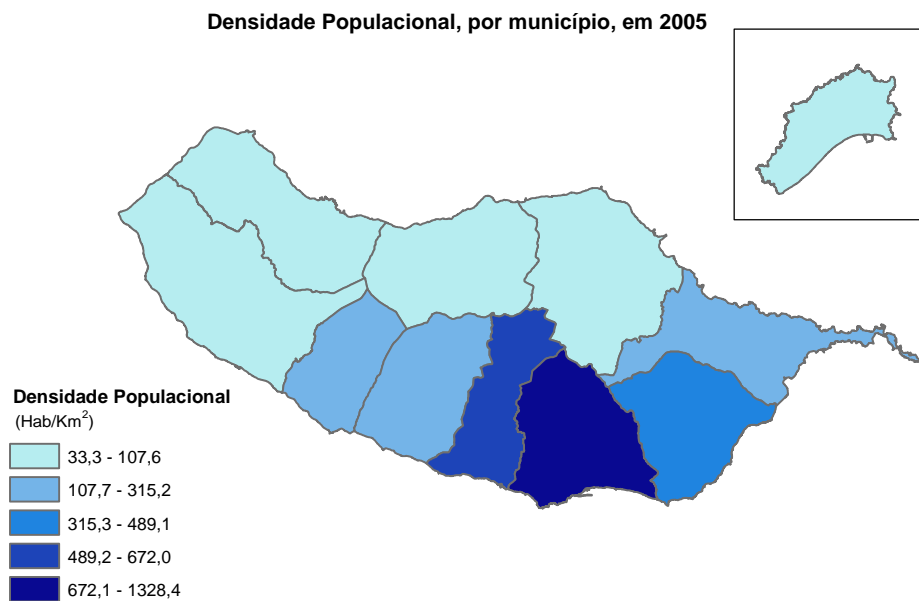 Densidade Populacional, por município, em 2005
Densidade Populacional
(Hab/Km²)
33,3 - 107,6
107,7 - 315,2
315,3 - 489,1
489,2 - 672,0
672,1 - 1328,4